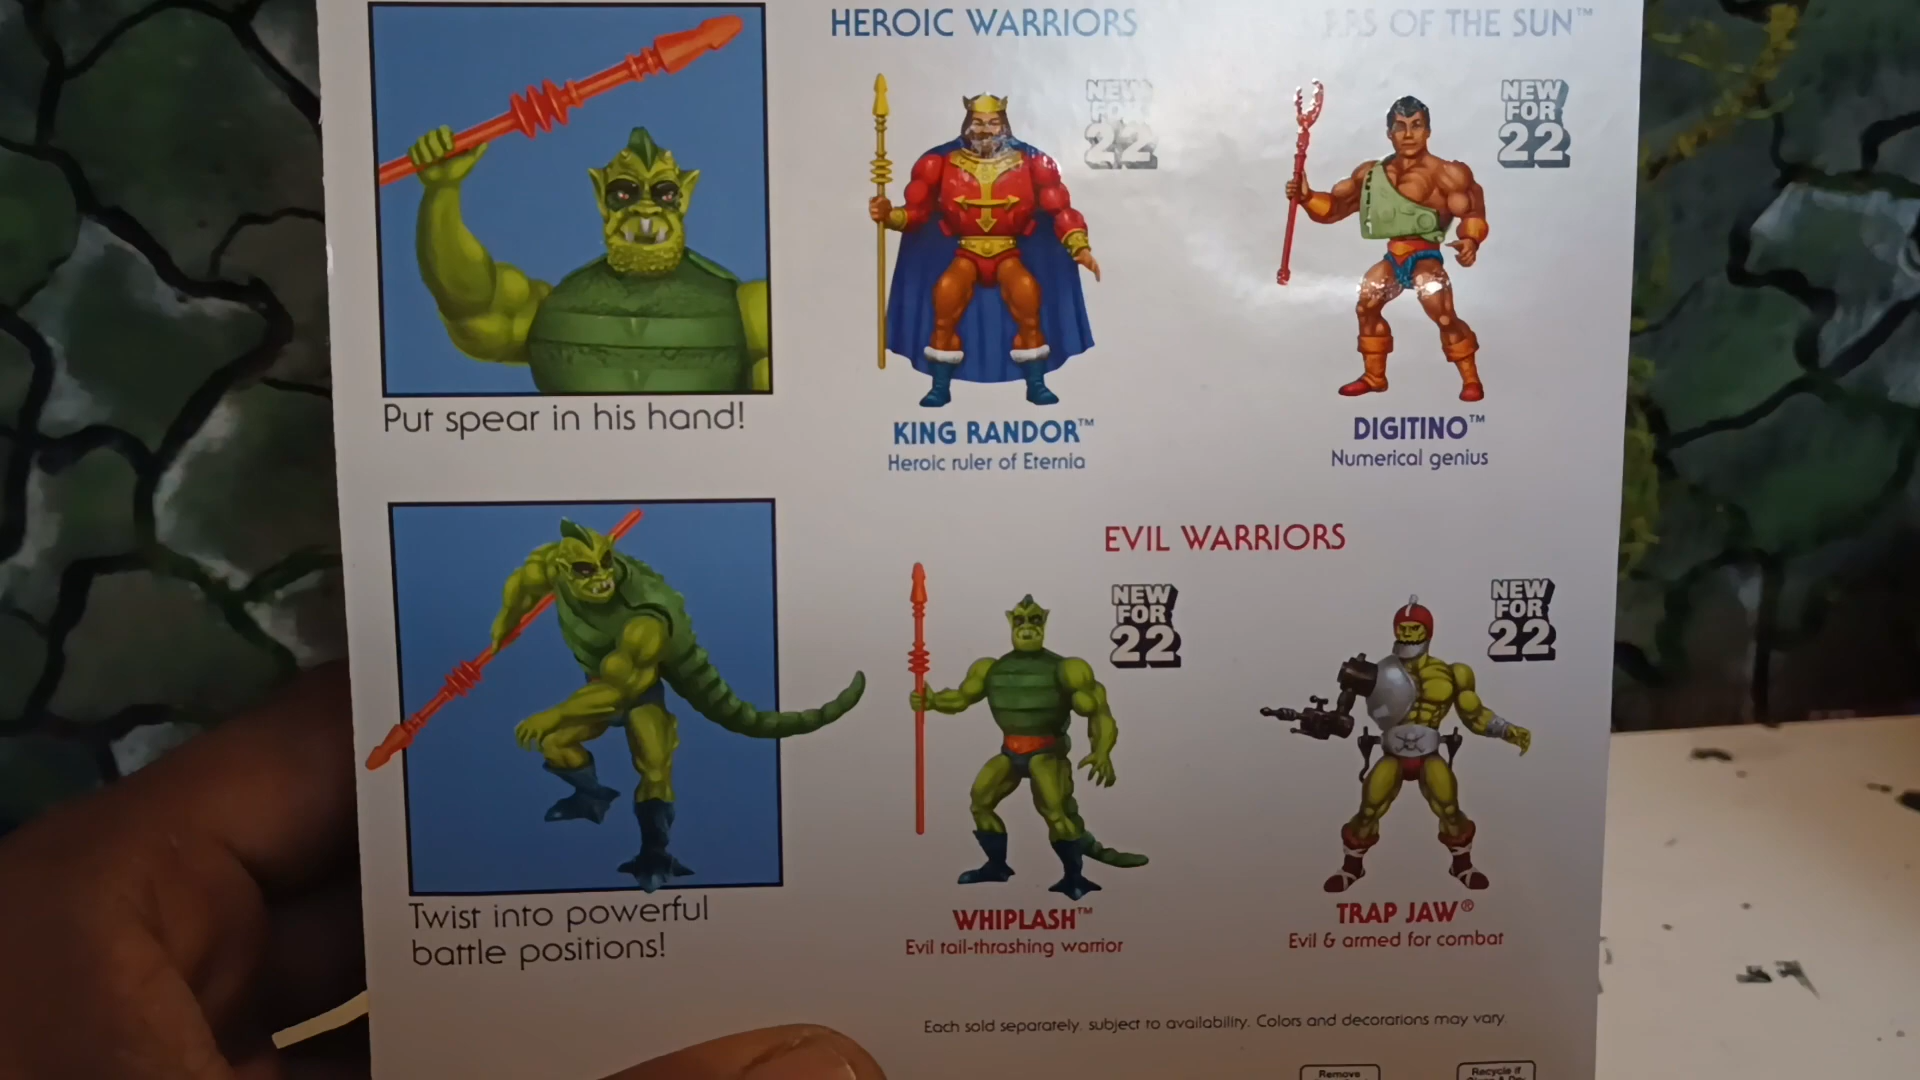 HEROIC WARRIORS
OF THE SUN™
NEW
FOR
22
NEW
FOR
22
Put spear in his hand!
KING RANDOR™
Heroic ruler of Eternia
DIGITINO™
Numerical genius
EVIL WARRIORS
NEW
FOR
22
NEW
FOR
22
Twist into powerful
battle positions!
WHIPLASH™
Evil tail-thrashing warrior
TRAP JAW®
Evil & armed for combat
Each sold separately, subject to availability. Colors and decorations may vary.
Remove
Recycle if